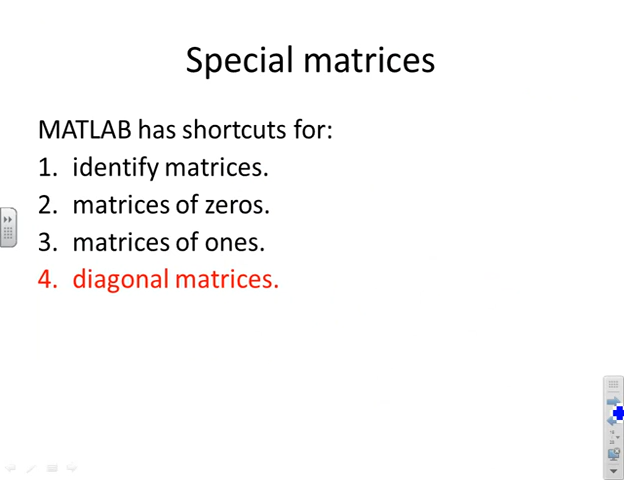 Special matrices
MATLAB has shortcuts for:
1. identify matrices.
2. matrices of zeros.
3. matrices of ones.
4. diagonal matrices.